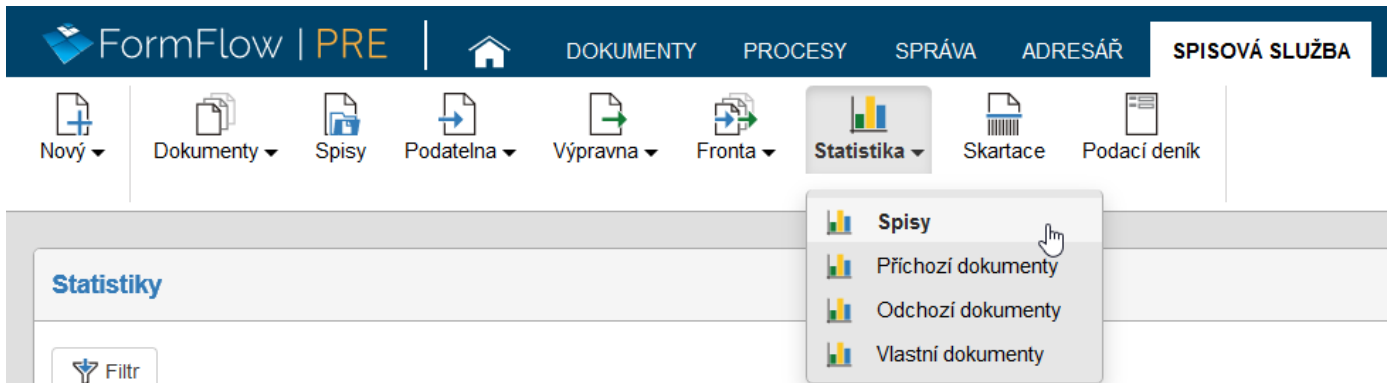 FormFlow | PRE
DOKUMENTY PROCESY SPRÁVA ADRESÁŘ SPISOVÁ SLUŽBA
Nový Dokumenty Spisy Podatelna Výpravna Fronta Statistika Skartace Podací deník
Spisy
Příchozí dokumenty
Odchozí dokumenty
Vlastní dokumenty
Statistiky
Filtr